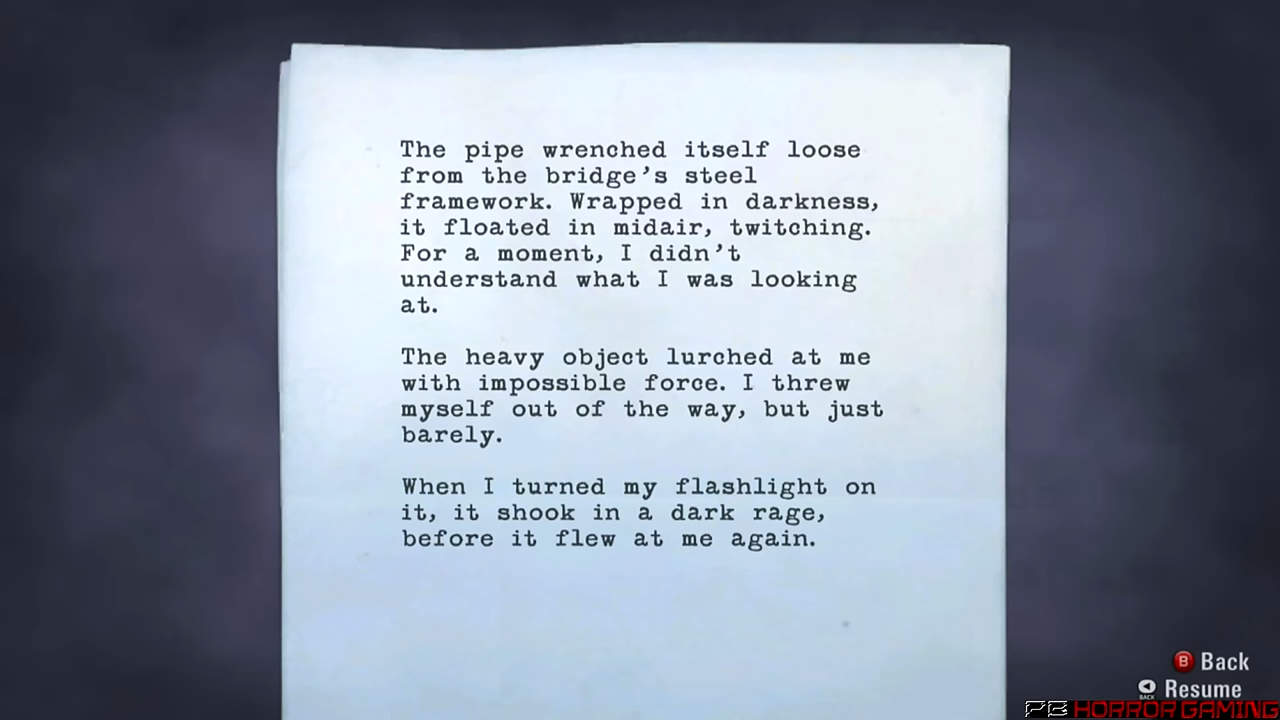 The pipe wrenched itself loose
from the bridge's steel
framework. Wrapped in darkness,
it floated in midair, twitching.
For a moment, I didn't
understand what I was looking
at.
The heavy object lurched at me
with impossible force. I threw
myself out of the way, but just
barely.
When I turned my flashlight on
it, it shook in a dark rage,
before it flew at me again.
B Back
BACK Resume
PE HORROR GAMING